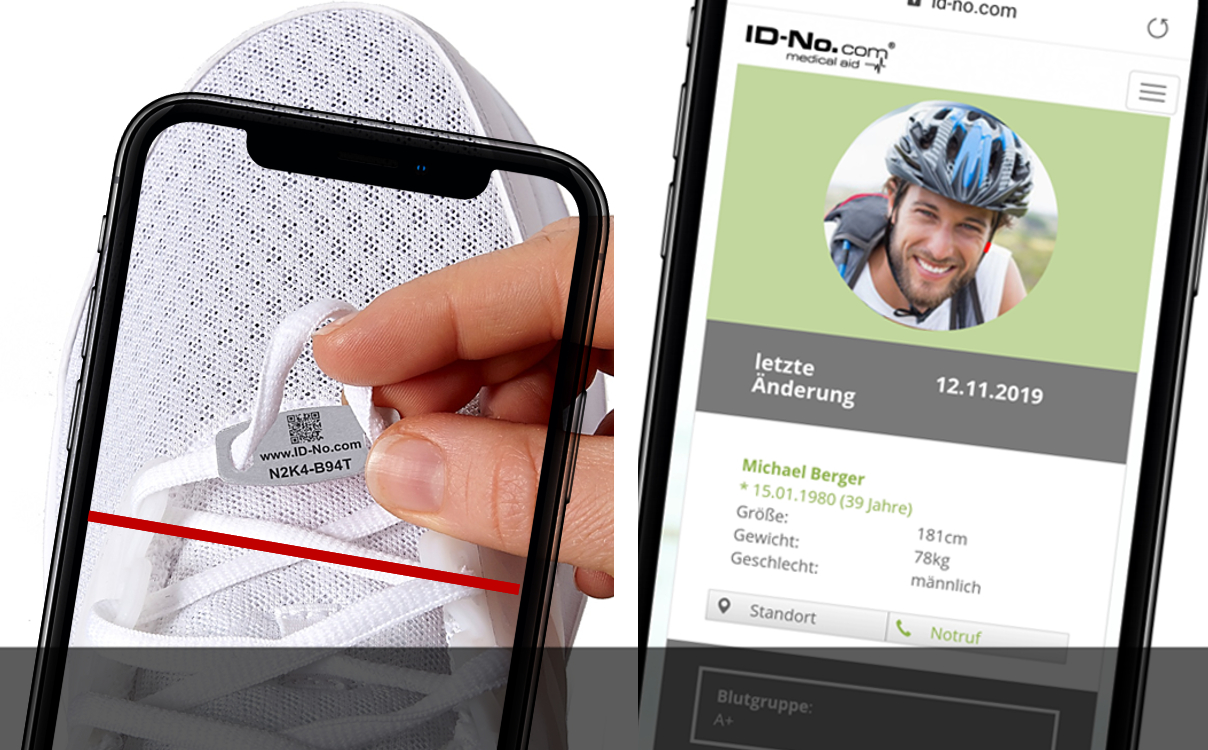 www.ID-No.com
N2K4-B94T
id-no.com
ID-No.com®
medical aid
letzte
Änderung
12.11.2019
Michael Berger
* 15.01.1980 (39 Jahre)
Größe: 181cm
Gewicht: 78kg
Geschlecht: männlich
Standort
Notruf
Blutgruppe:
A+